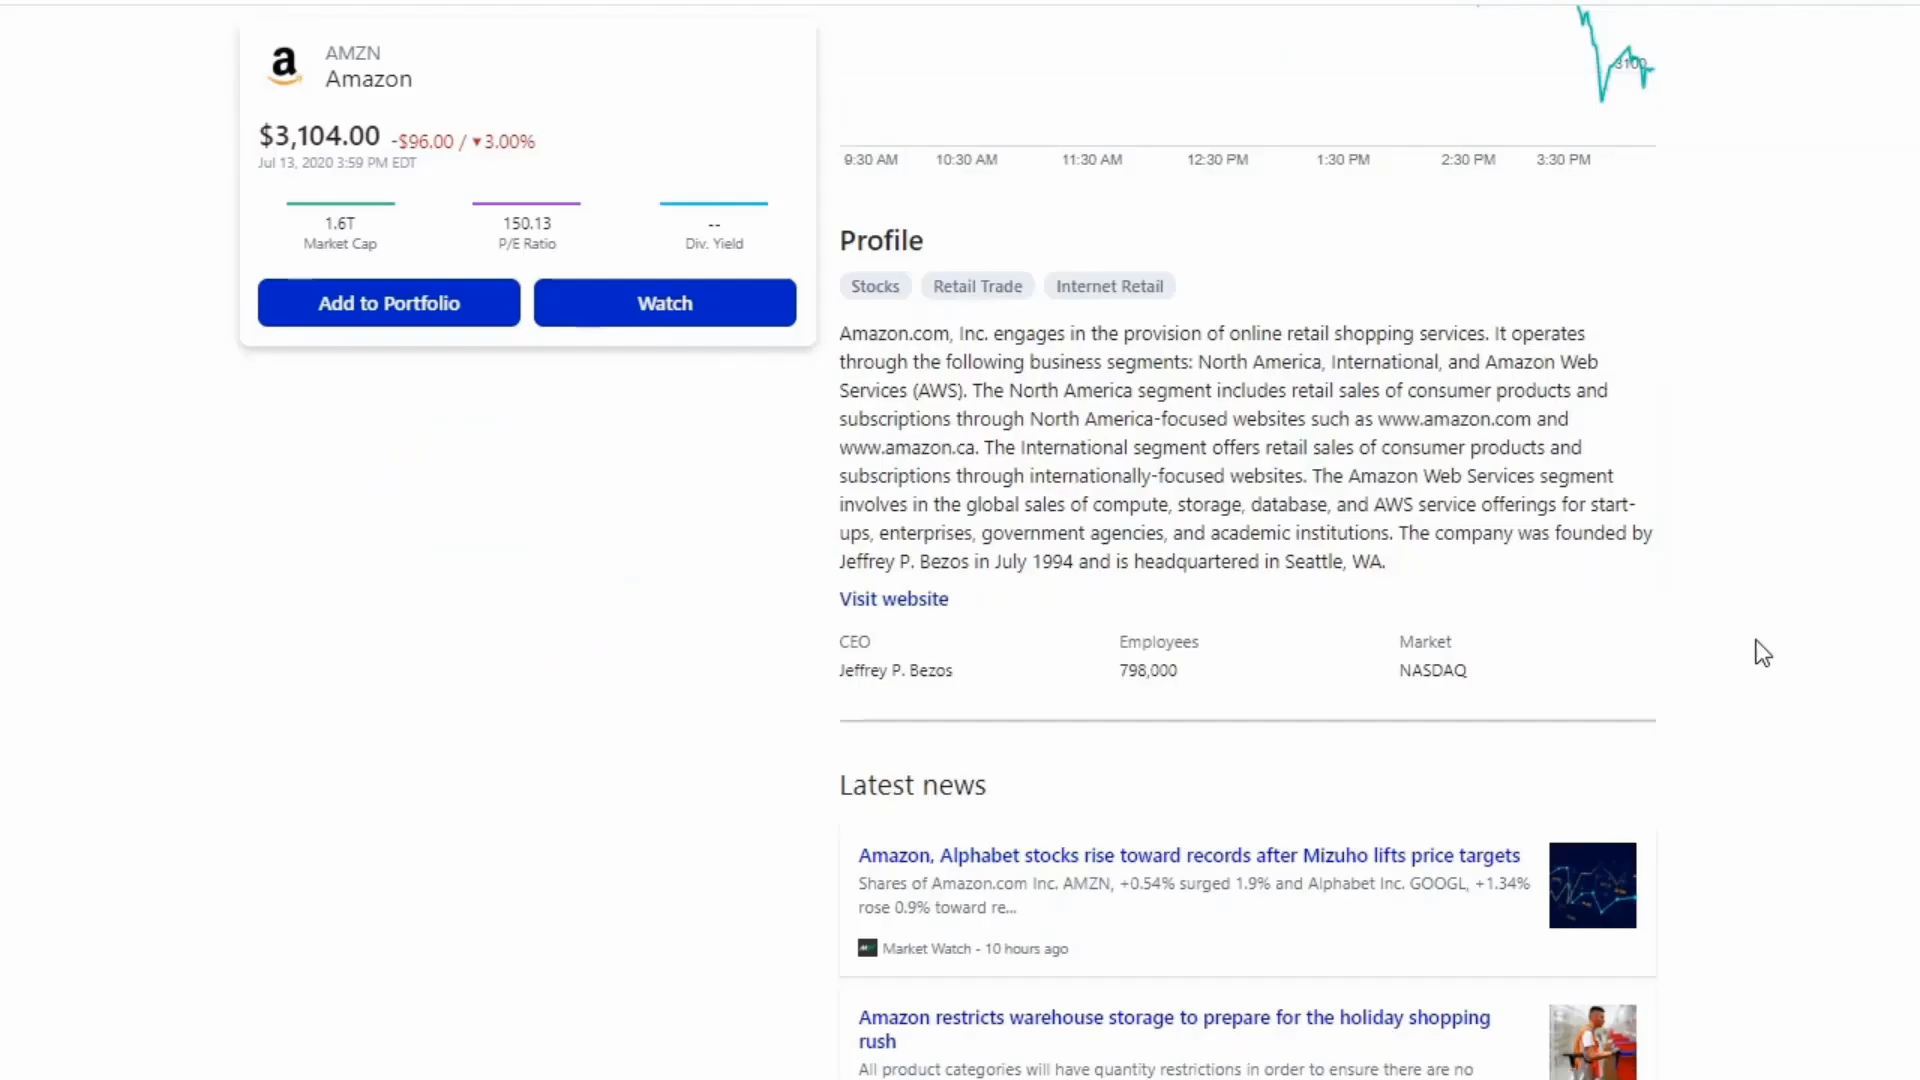 AMZN
Amazon
$3,104.00 -$96.00 / ▼3.00%
Jul 13, 2020 3:59 PM EDT
1.6T
Market Cap
150.13
P/E Ratio
--
Div. Yield
Add to Portfolio
Watch
3100
9:30 AM 10:30 AM 11:30 AM 12:30 PM 1:30 PM 2:30 PM 3:30 PM
Profile
Stocks Retail Trade Internet Retail
Amazon.com, Inc. engages in the provision of online retail shopping services. It operates
through the following business segments: North America, International, and Amazon Web
Services (AWS). The North America segment includes retail sales of consumer products and
subscriptions through North America-focused websites such as www.amazon.com and
www.amazon.ca. The International segment offers retail sales of consumer products and
subscriptions through internationally-focused websites. The Amazon Web Services segment
involves in the global sales of compute, storage, database, and AWS service offerings for start-
ups, enterprises, government agencies, and academic institutions. The company was founded by
Jeffrey P. Bezos in July 1994 and is headquartered in Seattle, WA.
Visit website
CEO
Jeffrey P. Bezos
Employees
798,000
Market
NASDAQ
Latest news
Amazon, Alphabet stocks rise toward records after Mizuho lifts price targets
Shares of Amazon.com Inc. AMZN, +0.54% surged 1.9% and Alphabet Inc. GOOGL, +1.34%
rose 0.9% toward re...
Market Watch - 10 hours ago
Amazon restricts warehouse storage to prepare for the holiday shopping
rush
All product categories will have quantity restrictions in order to ensure there are no